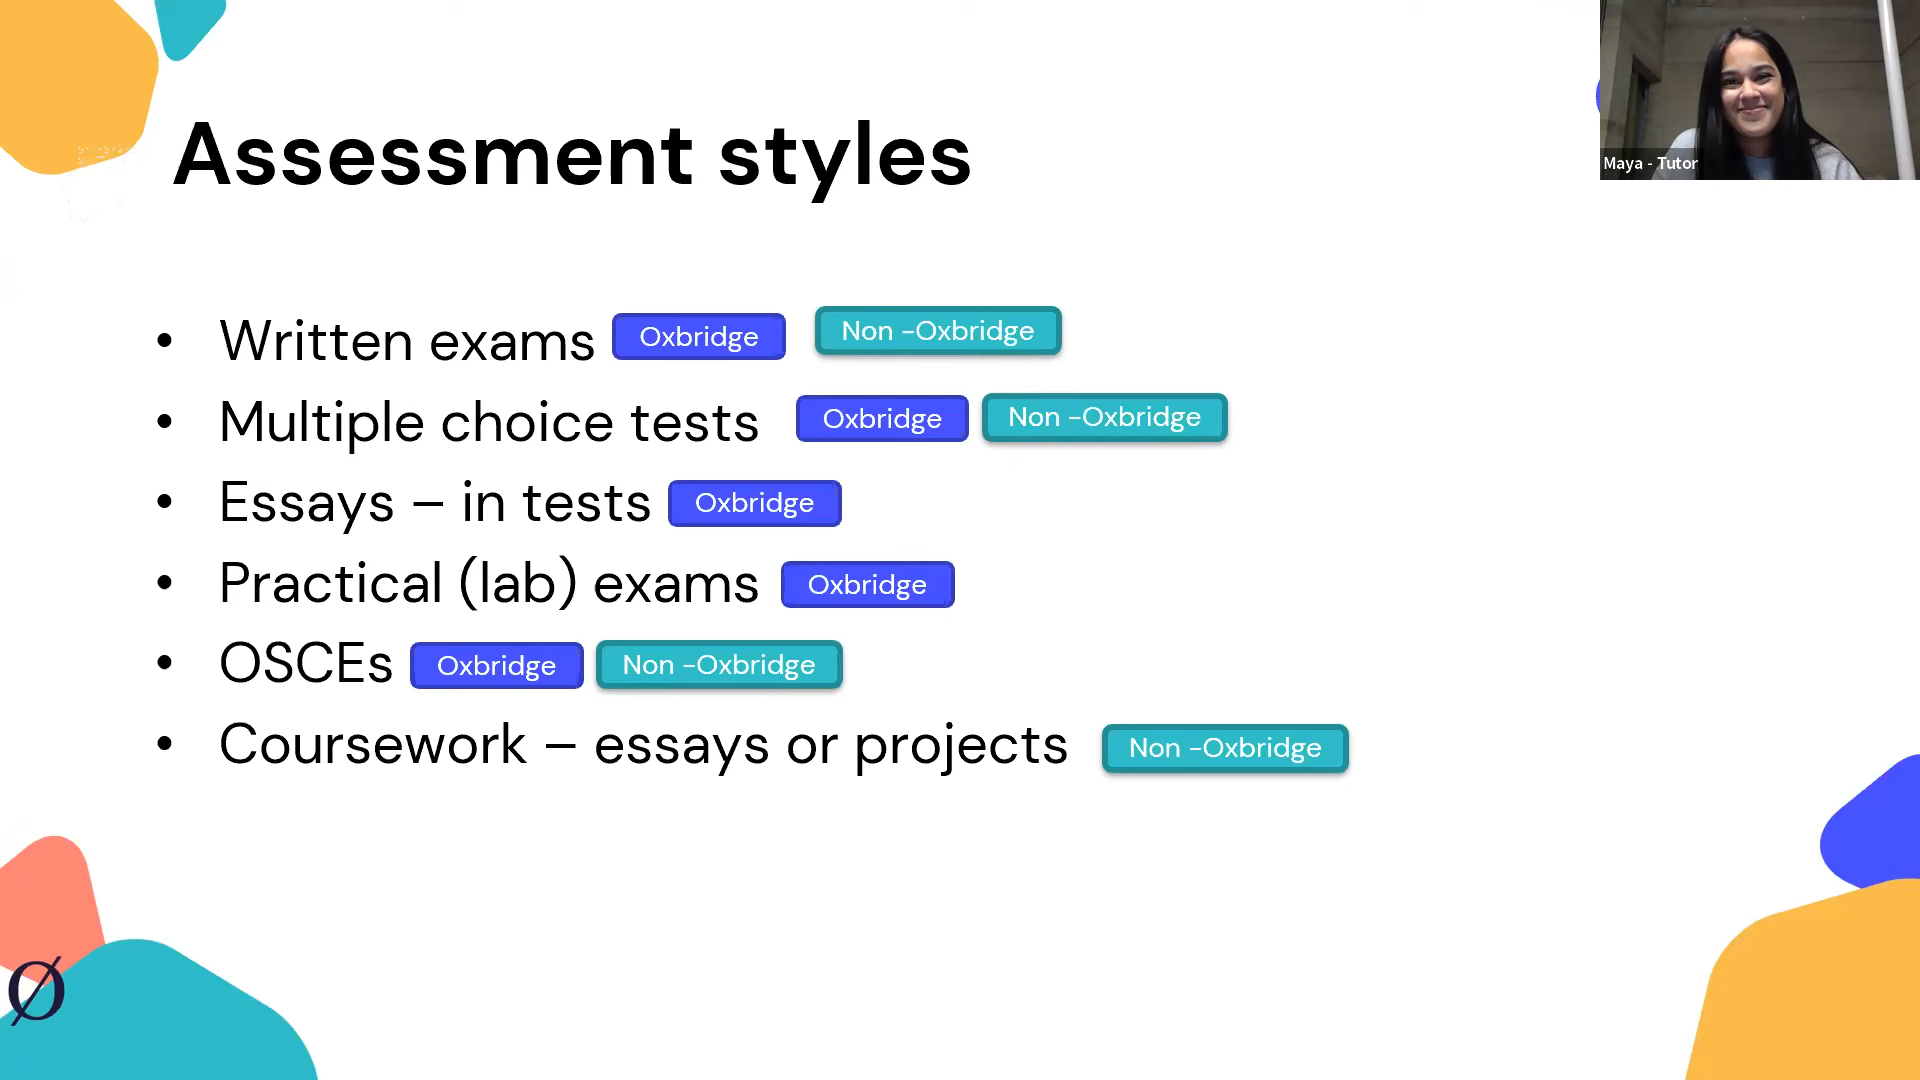 Assessment styles
Maya - Tutor
• Written exams Oxbridge Non -Oxbridge
• Multiple choice tests Oxbridge Non -Oxbridge
• Essays – in tests Oxbridge
• Practical (lab) exams Oxbridge
• OSCEs Oxbridge Non -Oxbridge
• Coursework – essays or projects Non -Oxbridge
Ø